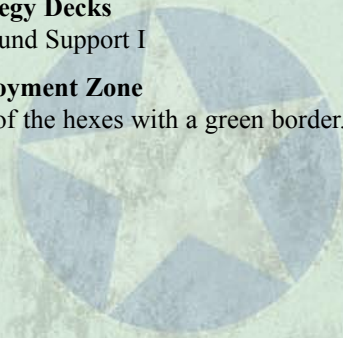 egy Decks
und Support I
oyment Zone
of the hexes with a green border.